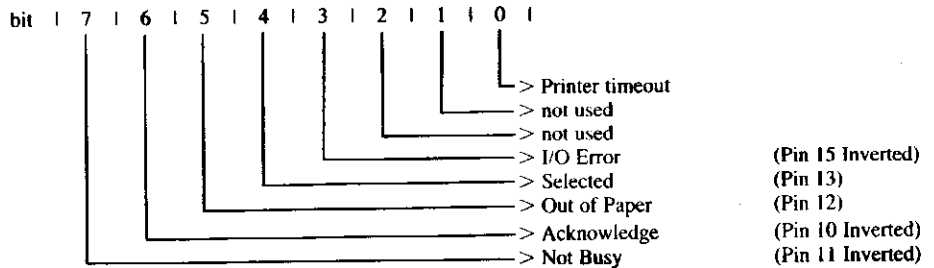 bit | 7 | 6 | 5 | 4 | 3 | 2 | 1 | 0 |
> Printer timeout
> not used
> not used
> I/O Error (Pin 15 Inverted)
> Selected (Pin 13)
> Out of Paper (Pin 12)
> Acknowledge (Pin 10 Inverted)
> Not Busy (Pin 11 Inverted)